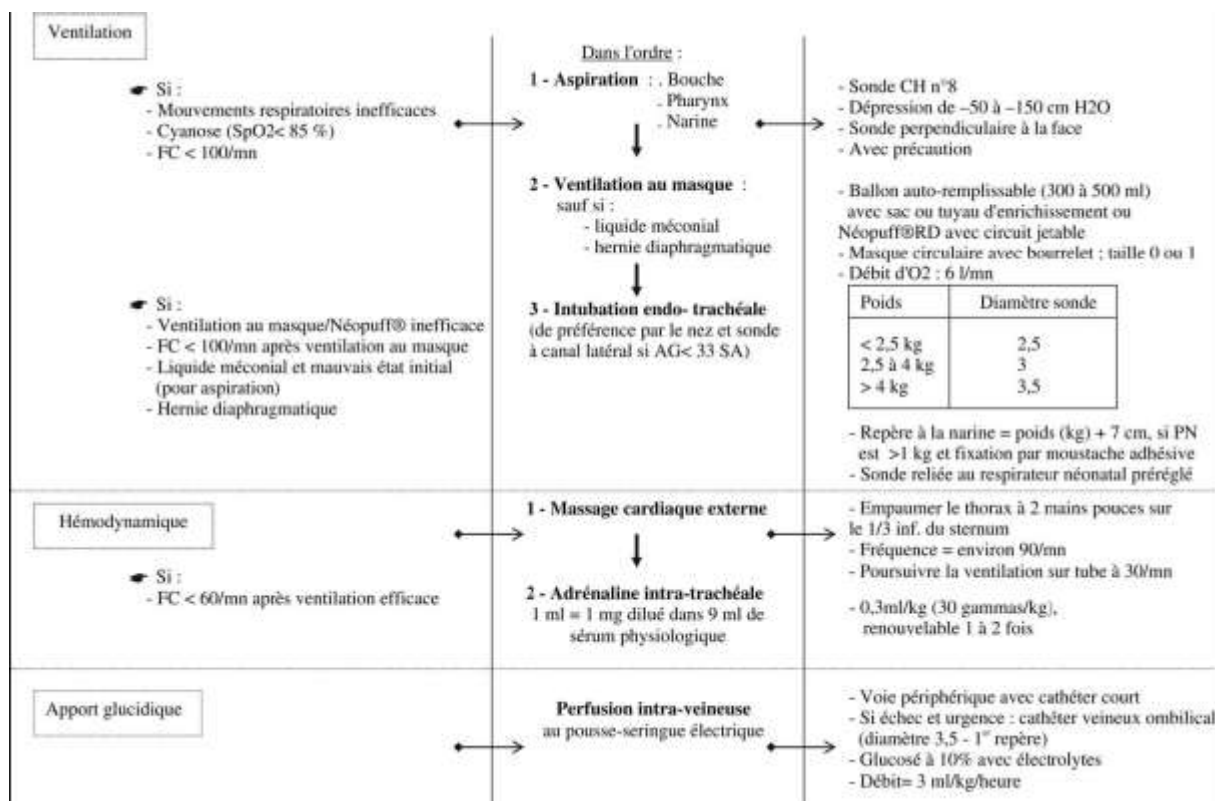 Ventilation
☛ Si :
- Mouvements respiratoires inefficaces
- Cyanose (SpO2< 85 %)
- FC < 100/mn
Dans l'ordre :
1 - Aspiration : . Bouche
. Pharynx
. Narine
- Sonde CH n°8
- Dépression de –50 à –150 cm H2O
- Sonde perpendiculaire à la face
- Avec précaution
2 - Ventilation au masque :
sauf si :
- liquide méconial
- hernie diaphragmatique
- Ballon auto-remplissable (300 à 500 ml)
avec sac ou tuyau d'enrichissement ou
Néopuff®RD avec circuit jetable
- Masque circulaire avec bourrelet ; taille 0 ou 1
- Débit d'O2 : 6 l/mn
☛ Si :
- Ventilation au masque/Néopuff® inefficace
- FC < 100/mn après ventilation au masque
- Liquide méconial et mauvais état initial
(pour aspiration)
- Hernie diaphragmatique
3 - Intubation endo- trachéale
(de préférence par le nez et sonde
à canal latéral si AG< 33 SA)
Poids Diamètre sonde
< 2,5 kg 2,5
2,5 à 4 kg 3
> 4 kg 3,5
- Repère à la narine = poids (kg) + 7 cm, si PN
est >1 kg et fixation par moustache adhésive
- Sonde reliée au respirateur néonatal préréglé
Hémodynamique
☛ Si :
- FC < 60/mn après ventilation efficace
1 - Massage cardiaque externe
- Empaumer le thorax à 2 mains pouces sur
le 1/3 inf. du sternum
- Fréquence = environ 90/mn
- Poursuivre la ventilation sur tube à 30/mn
2 - Adrénaline intra-trachéale
1 ml = 1 mg dilué dans 9 ml de
sérum physiologique
- 0,3ml/kg (30 gammas/kg),
renouvelable 1 à 2 fois
Apport glucidique
Perfusion intra-veineuse
au pousse-seringue électrique
- Voie périphérique avec cathéter court
- Si échec et urgence : cathéter veineux ombilical
(diamètre 3,5 - 1er repère)
- Glucosé à 10% avec électrolytes
- Débit= 3 ml/kg/heure